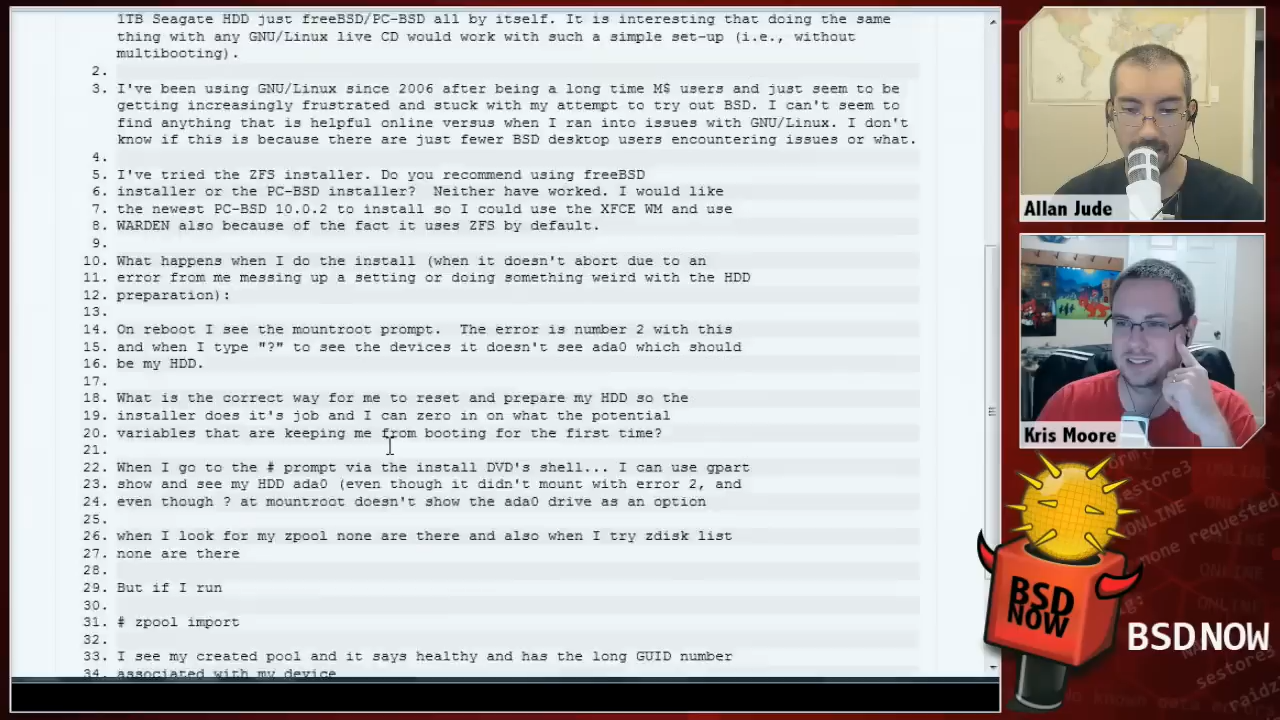 1TB Seagate HDD just freeBSD/PC-BSD all by itself. It is interesting that doing the same
thing with any GNU/Linux live CD would work with such a simple set-up (i.e., without
multibooting).
2.
3. I've been using GNU/Linux since 2006 after being a long time M$ users and just seem to be
getting increasingly frustrated and stuck with my attempt to try out BSD. I can't seem to
find anything that is helpful online versus when I ran into issues with GNU/Linux. I don't
know if this is because there are just fewer BSD desktop users encountering issues or what.
4.
5. I've tried the ZFS installer. Do you recommend using freeBSD
6. installer or the PC-BSD installer?  Neither have worked. I would like
7. the newest PC-BSD 10.0.2 to install so I could use the XFCE WM and use
8. WARDEN also because of the fact it uses ZFS by default.
9.
10. What happens when I do the install (when it doesn't abort due to an
11. error from me messing up a setting or doing something weird with the HDD
12. preparation):
13.
14. On reboot I see the mountroot prompt.  The error is number 2 with this
15. and when I type "?" to see the devices it doesn't see ada0 which should
16. be my HDD.
17.
18. What is the correct way for me to reset and prepare my HDD so the
19. installer does it's job and I can zero in on what the potential
20. variables that are keeping me from booting for the first time?
21.
22. When I go to the # prompt via the install DVD's shell... I can use gpart
23. show and see my HDD ada0 (even though it didn't mount with error 2, and
24. even though ? at mountroot doesn't show the ada0 drive as an option
25.
26. when I look for my zpool none are there and also when I try zdisk list
27. none are there
28.
29. But if I run
30.
31. # zpool import
32.
33. I see my created pool and it says healthy and has the long GUID number
34. associated with my device
Allan Jude
Kris Moore
BSD
NOW
BSD NOW